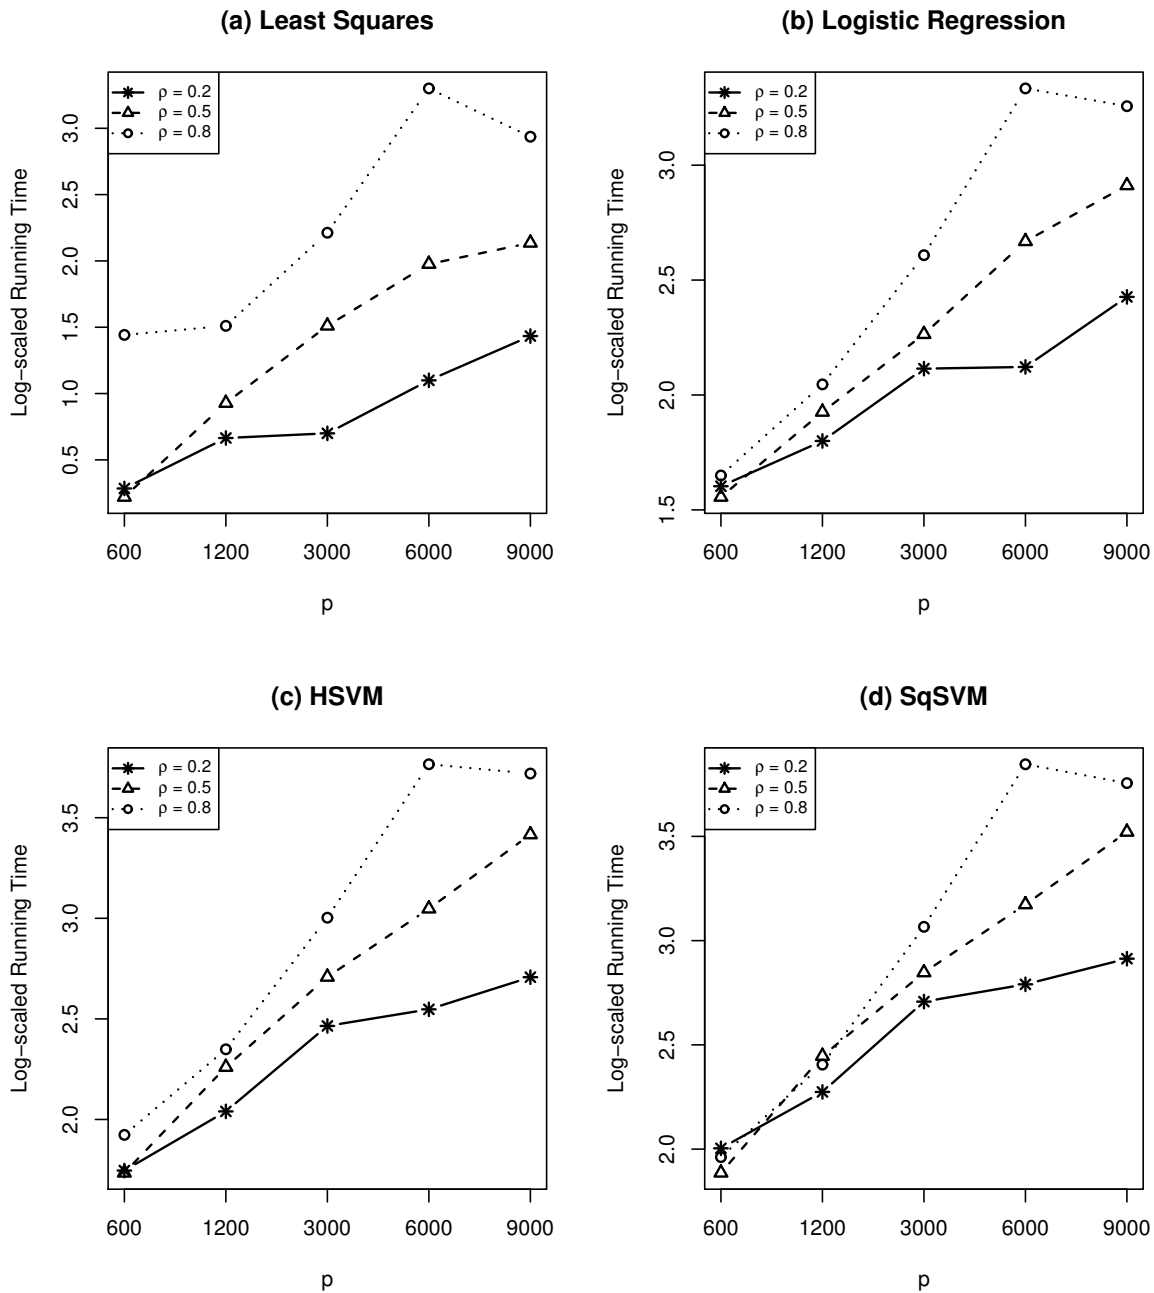 (a) Least Squares
ρ = 0.2
ρ = 0.5
ρ = 0.8
Log−scaled Running Time
0.5
1.0
1.5
2.0
2.5
3.0
600 1200 3000 6000 9000
p
(b) Logistic Regression
ρ = 0.2
ρ = 0.5
ρ = 0.8
Log−scaled Running Time
1.5
2.0
2.5
3.0
600 1200 3000 6000 9000
p
(c) HSVM
ρ = 0.2
ρ = 0.5
ρ = 0.8
Log−scaled Running Time
2.0
2.5
3.0
3.5
600 1200 3000 6000 9000
p
(d) SqSVM
ρ = 0.2
ρ = 0.5
ρ = 0.8
Log−scaled Running Time
2.0
2.5
3.0
3.5
600 1200 3000 6000 9000
p